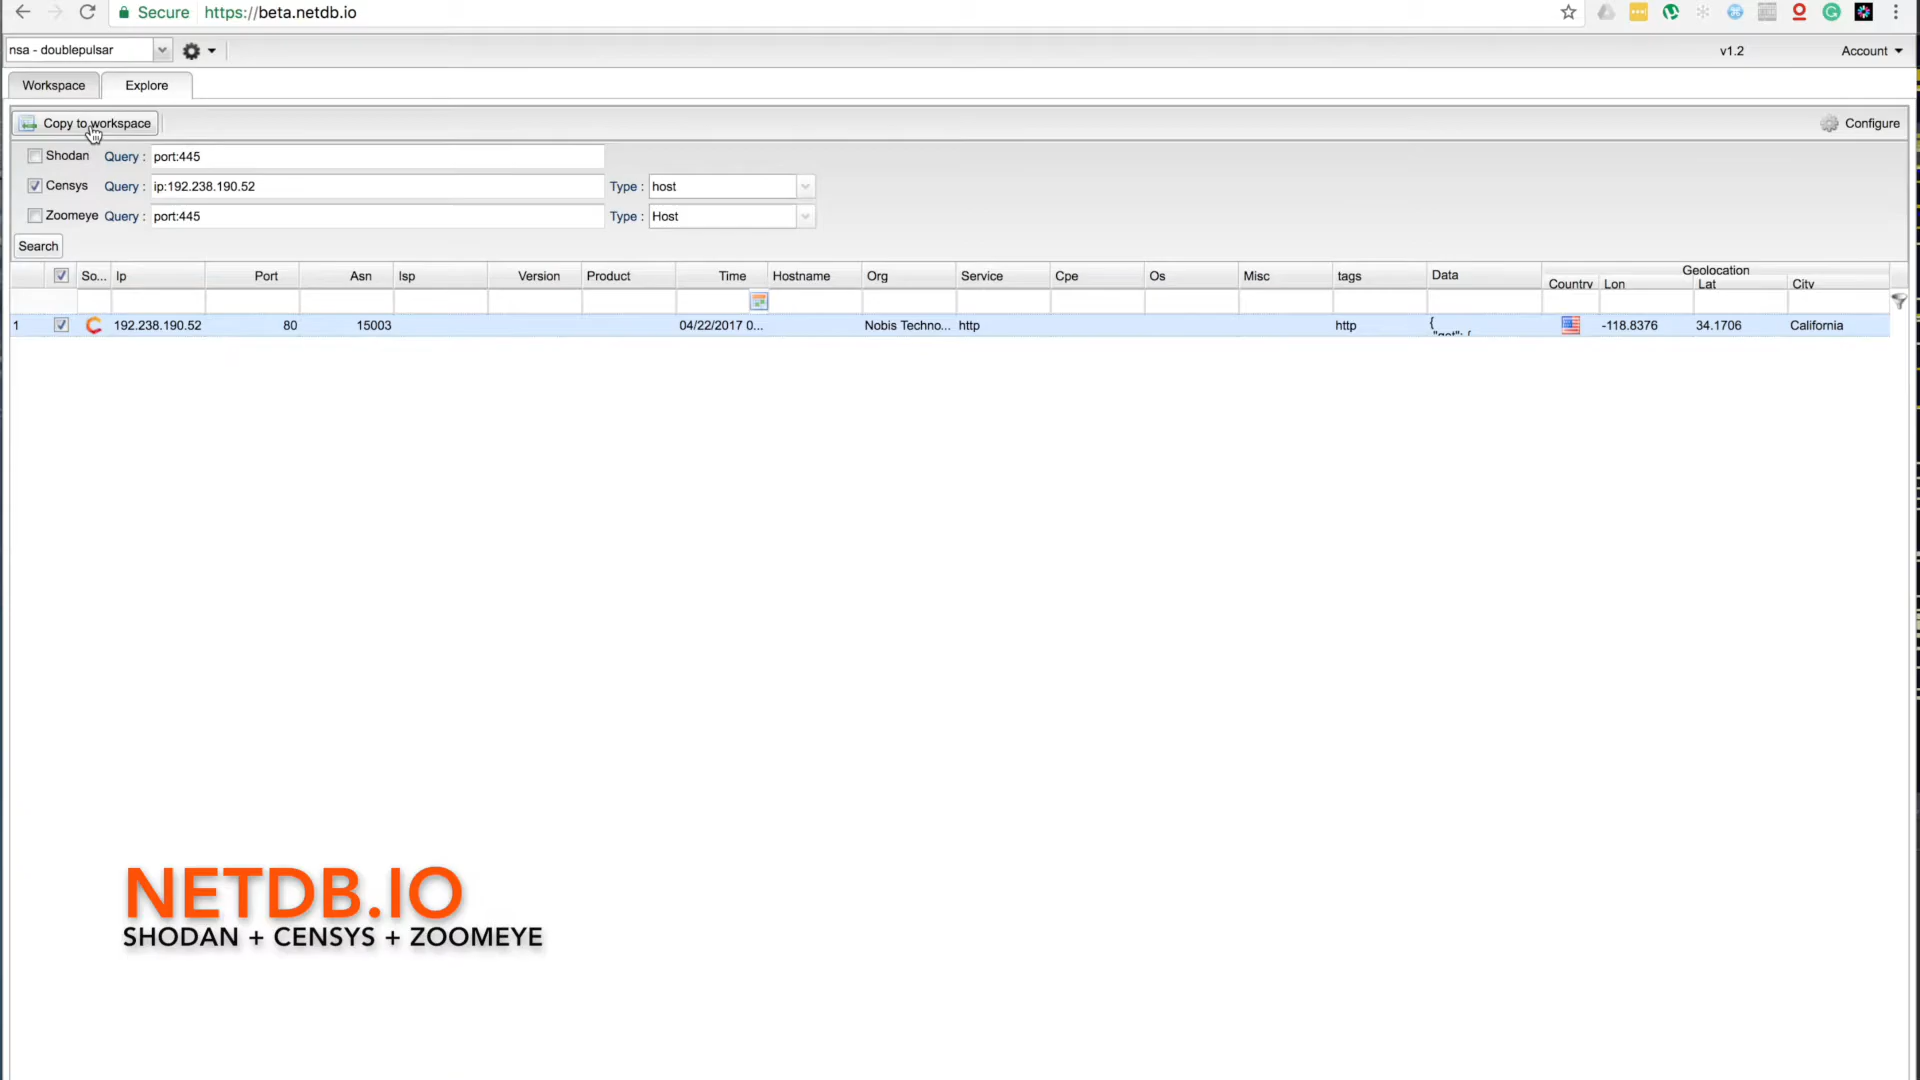 Secure https://beta.netdb.io
nsa - doublepulsar v1.2 Account
Workspace Explore
Copy to workspace Configure
Shodan Query : port:445
Censys Query : ip:192.238.190.52 Type : host
Zoomeye Query : port:445 Type : Host
Search
So... Ip Port Asn Isp Version Product Time Hostname Org Service Cpe Os Misc tags Data Geolocation
Country Lon Lat City
1 192.238.190.52 80 15003 04/22/2017 0... Nobis Techno... http http { -118.8376 34.1706 California
NETDB.IO
SHODAN + CENSYS + ZOOMEYE